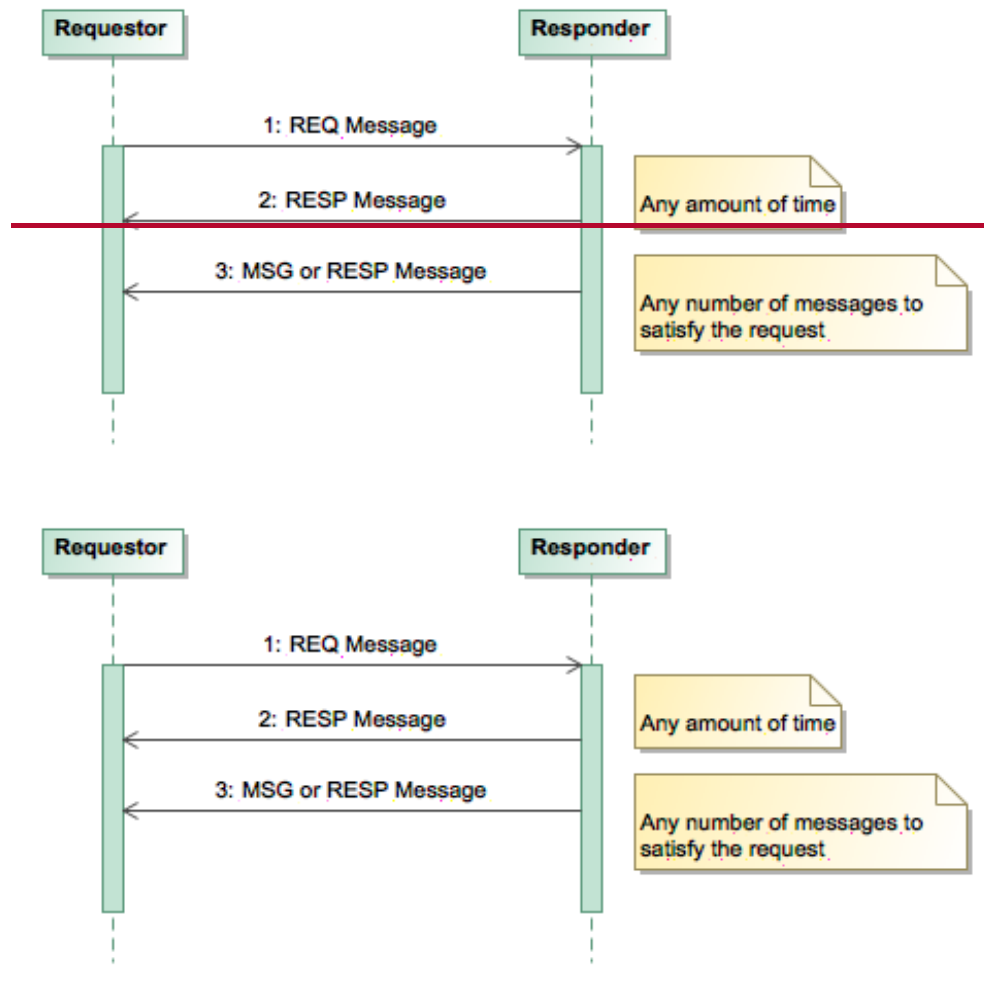 Requestor
Responder
1: REQ Message
2: RESP Message
Any amount of time
3: MSG or RESP Message
Any number of messages to
satisfy the request
Requestor
Responder
1: REQ Message
2: RESP Message
Any amount of time
3: MSG or RESP Message
Any number of messages to
satisfy the request